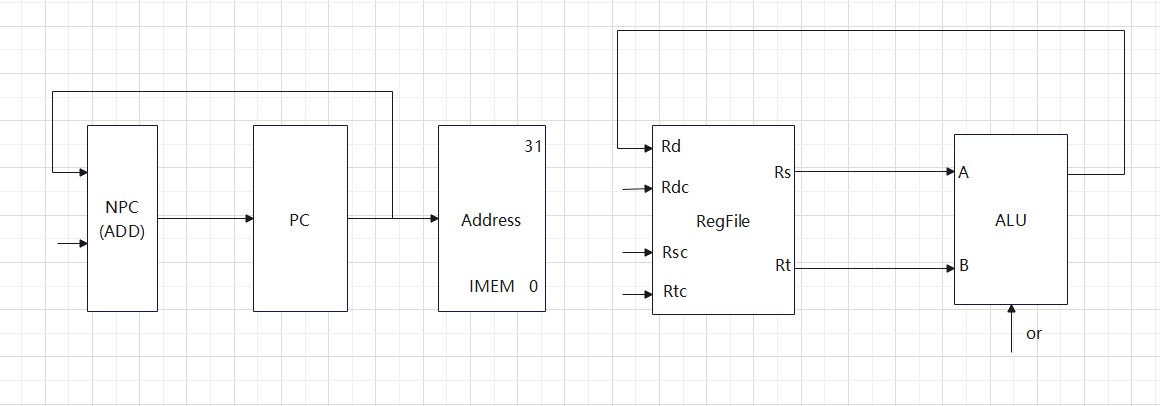 NPC
(ADD)
PC
31
Address
IMEM 0
Rd
Rdc
RegFile
Rsc
Rtc
Rs
Rt
A
ALU
B
or